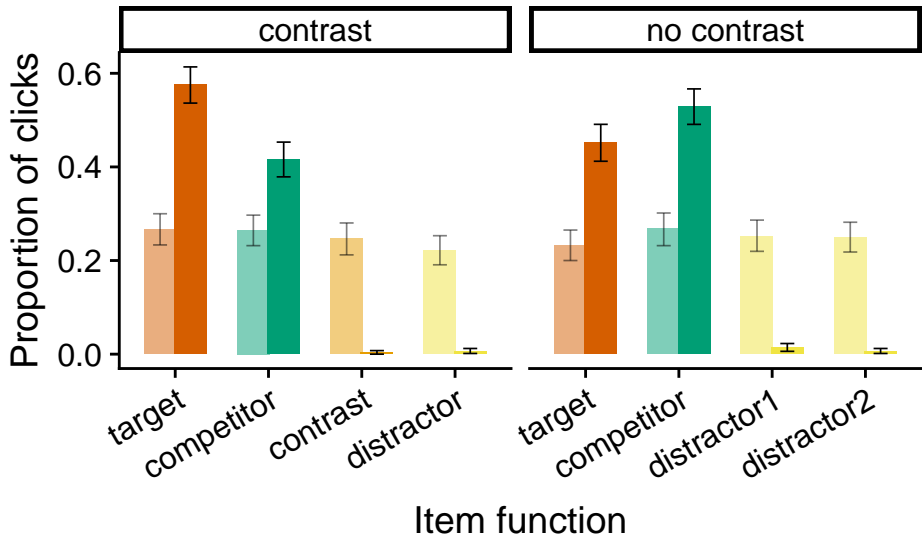 contrast
no contrast
Proportion of clicks
0.6
0.4
0.2
0.0
target
competitor
contrast
distractor
target
competitor
distractor1
distractor2
Item function